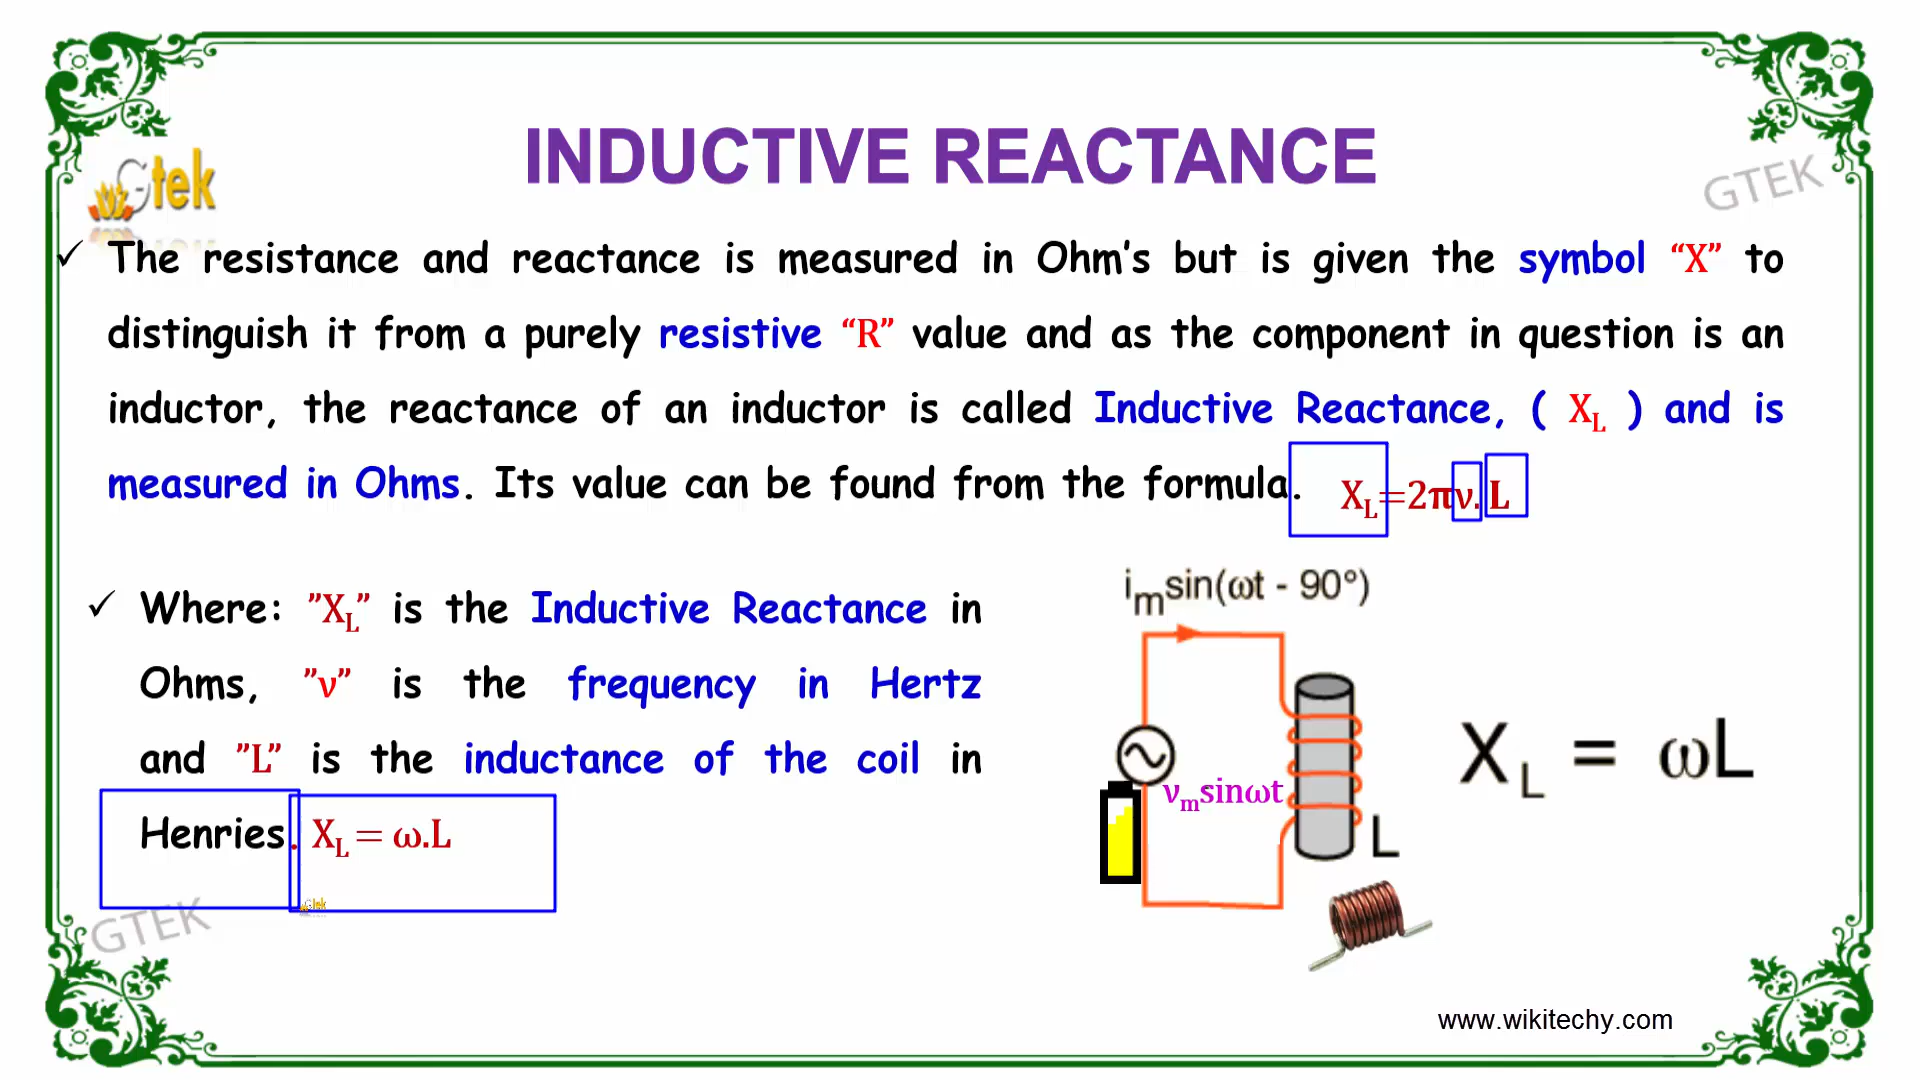 INDUCTIVE REACTANCE
Gtek
GTEK
✓ The resistance and reactance is measured in Ohm's but is given the symbol “X” to
distinguish it from a purely resistive “R” value and as the component in question is an
inductor, the reactance of an inductor is called Inductive Reactance, ( X_L ) and is
measured in Ohms. Its value can be found from the formula. X_L=2πν. L
✓ Where: ”X_L” is the Inductive Reactance in
Ohms, ”ν” is the frequency in Hertz
and ”L” is the inductance of the coil in
Henries. X_L = ω.L
Gtek
GTEK
i_m sin(ωt - 90°)
ν_m sinωt
L
X_L = ωL
www.wikitechy.com